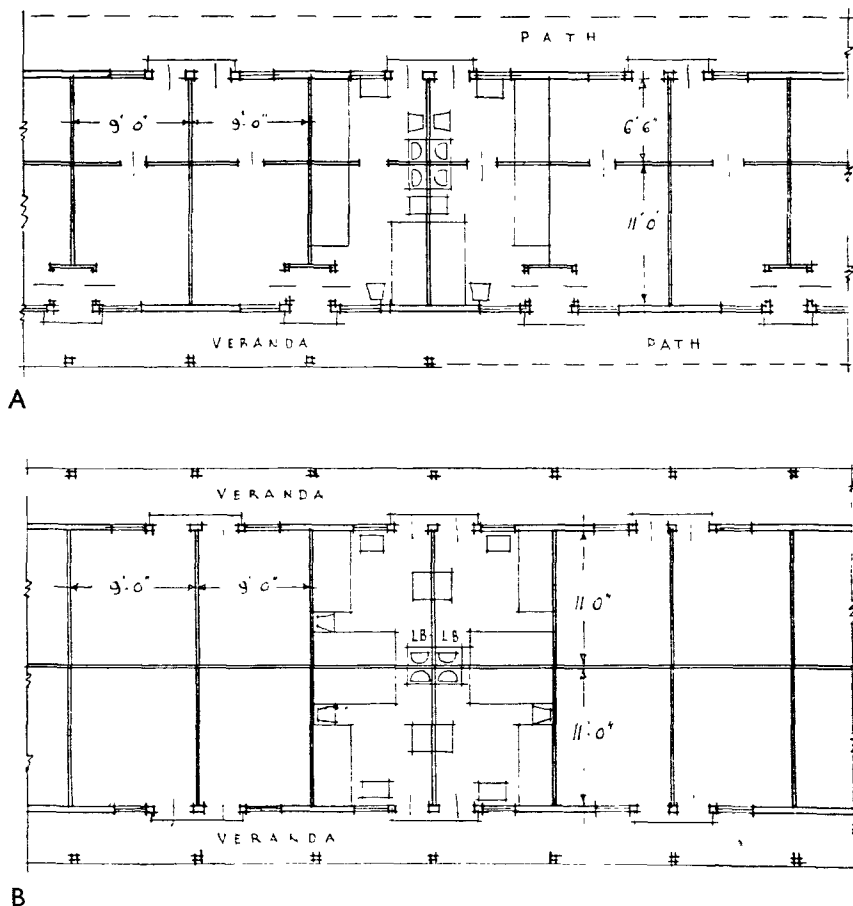 PATH
9'.0"
9'.0"
6'6"
11'0'
VERANDA
PATH
A
VERANDA
9'.0"
9'.0"
11 0"
LB LB
11'.0"
VERANDA
B